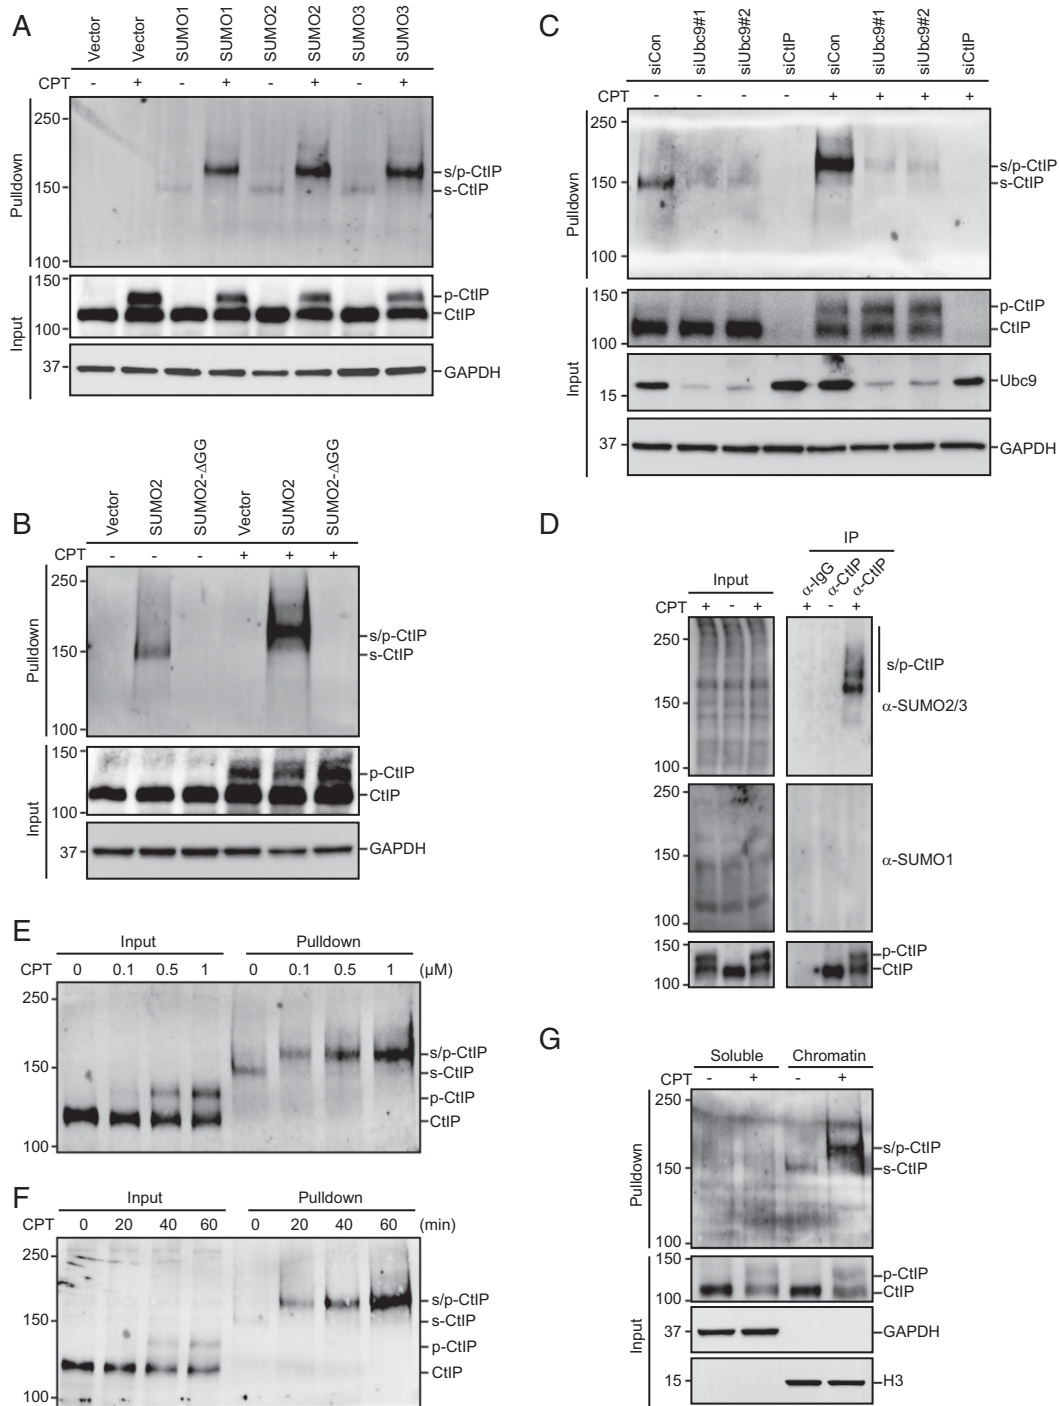 A
Vector Vector SUMO1 SUMO1 SUMO2 SUMO2 SUMO3 SUMO3
CPT - + - + - + - +
Pulldown
250
150
100
s/p-CtIP
s-CtIP
Input
150
100
p-CtIP
CtIP
37
GAPDH
B
Vector SUMO2 SUMO2-ΔGG Vector SUMO2 SUMO2-ΔGG
CPT - - - + + +
Pulldown
250
150
100
s/p-CtIP
s-CtIP
Input
150
100
p-CtIP
CtIP
37
GAPDH
C
siCon siUbc9#1 siUbc9#2 siCtIP siCon siUbc9#1 siUbc9#2 siCtIP
CPT - - - - + + + +
Pulldown
250
150
100
s/p-CtIP
s-CtIP
Input
150
100
p-CtIP
CtIP
15
Ubc9
37
GAPDH
D
IP
Input
α-IgG α-CtIP α-CtIP
CPT + - + + - +
250
150
100
s/p-CtIP
α-SUMO2/3
250
150
100
α-SUMO1
150
100
p-CtIP
CtIP
E
Input Pulldown
CPT 0 0.1 0.5 1 0 0.1 0.5 1 (μM)
250
150
100
s/p-CtIP
s-CtIP
p-CtIP
CtIP
F
Input Pulldown
CPT 0 20 40 60 0 20 40 60 (min)
250
150
100
s/p-CtIP
s-CtIP
p-CtIP
CtIP
G
Soluble Chromatin
CPT - + - +
Pulldown
250
150
100
s/p-CtIP
s-CtIP
Input
150
100
p-CtIP
CtIP
37
GAPDH
15
H3